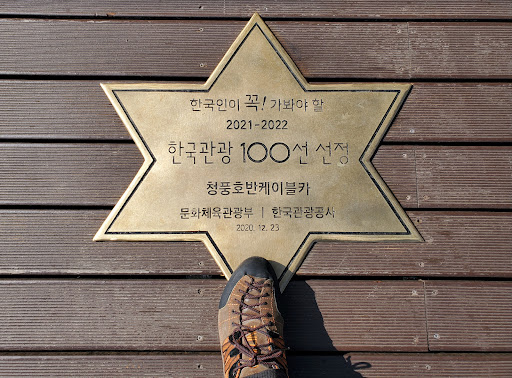 한국인이 꼭! 가봐야 할
2021-2022
한국관광 100선 선정
청풍호반케이블카
문화체육관광부 | 한국관광공사
2020. 12. 23